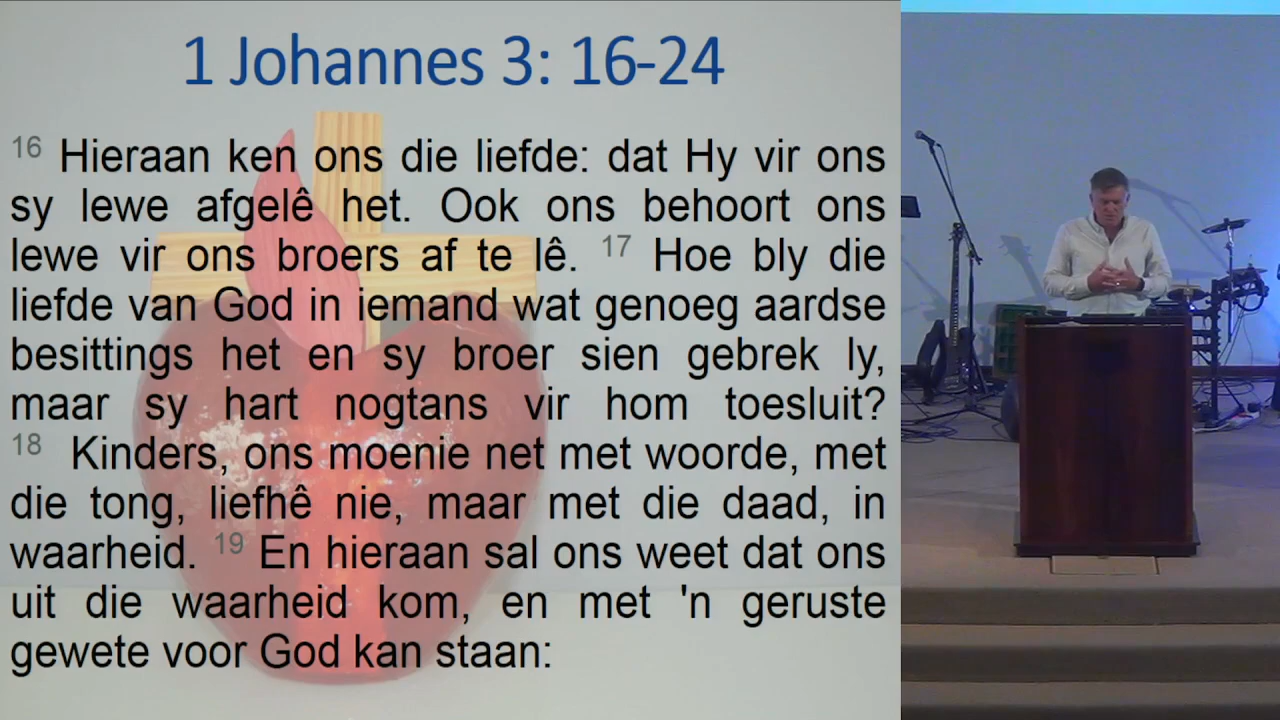 1 Johannes 3: 16-24
16 Hieraan ken ons die liefde: dat Hy vir ons
sy lewe afgelê het. Ook ons behoort ons
lewe vir ons broers af te lê. 17 Hoe bly die
liefde van God in iemand wat genoeg aardse
besittings het en sy broer sien gebrek ly,
maar sy hart nogtans vir hom toesluit?
18 Kinders, ons moenie net met woorde, met
die tong, liefhê nie, maar met die daad, in
waarheid. 19 En hieraan sal ons weet dat ons
uit die waarheid kom, en met 'n geruste
gewete voor God kan staan: